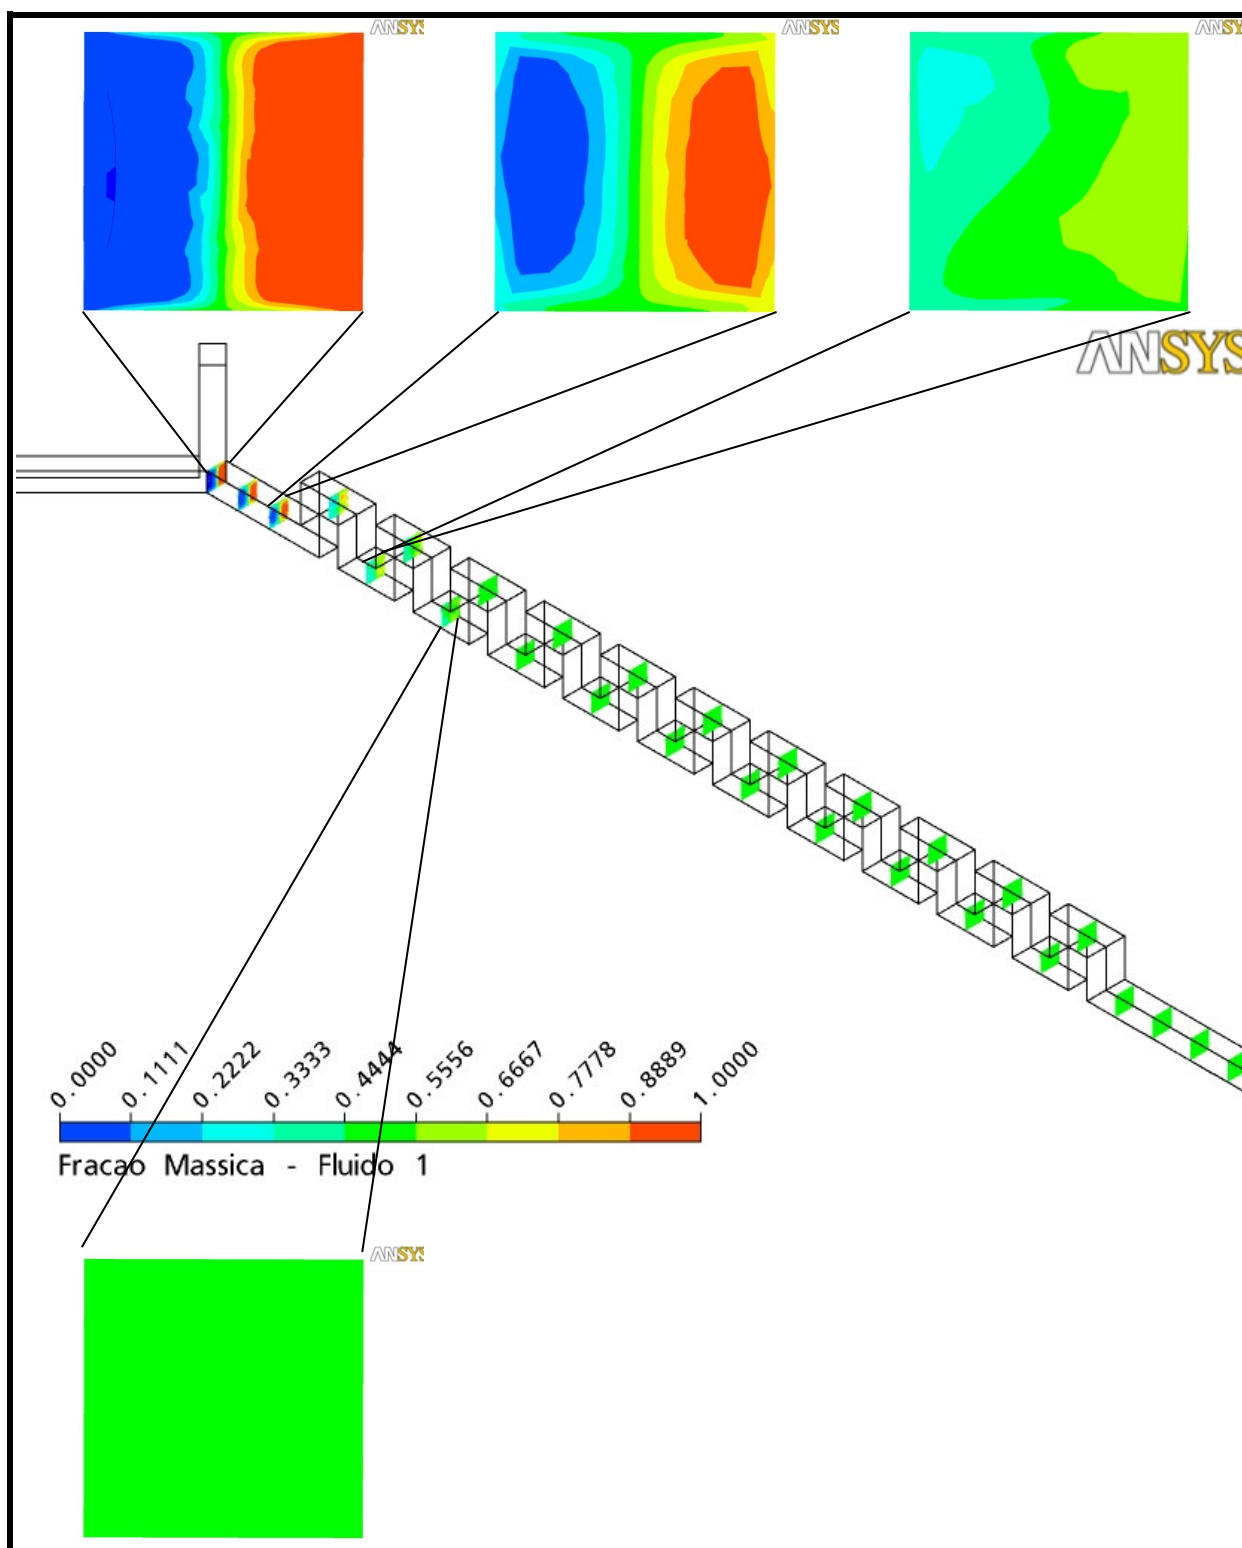 ANSYS
ANSYS
ANSYS
ANSYS
0.0000 0.1111 0.2222 0.3333 0.4444 0.5556 0.6667 0.7778 0.8889 1.0000
Fracao Massica - Fluido 1
ANSYS